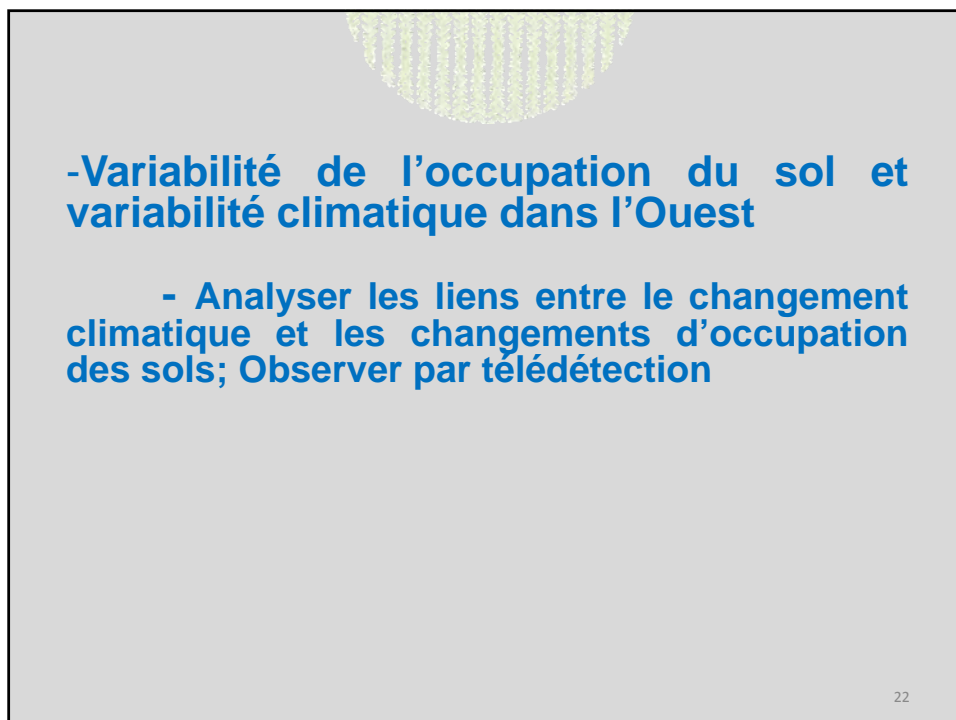 -Variabilité de l’occupation du sol et
variabilité climatique dans l’Ouest
- Analyser les liens entre le changement
climatique et les changements d’occupation
des sols; Observer par télédétection
22